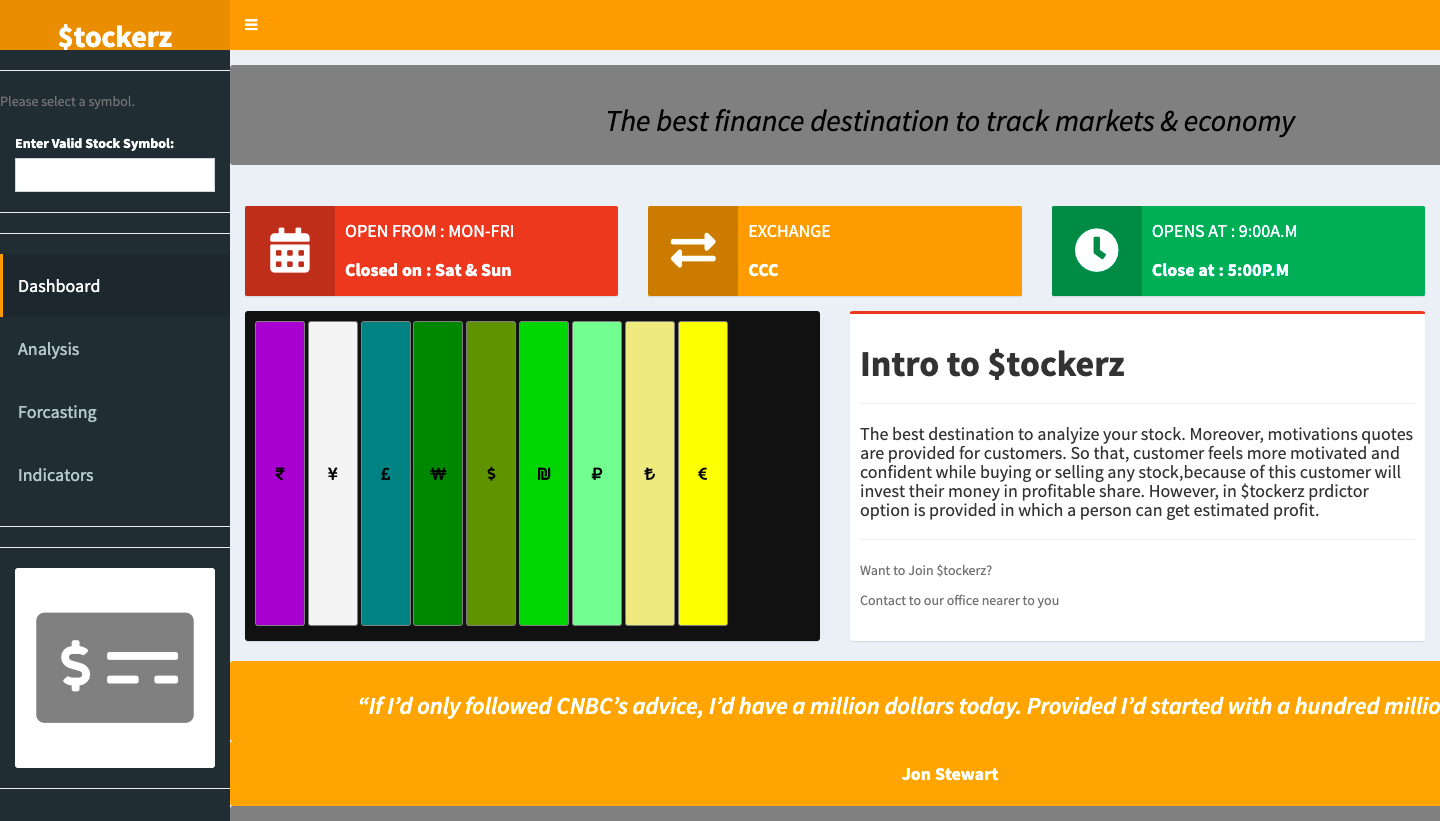 $tockerz
Please select a symbol.
Enter Valid Stock Symbol:
Dashboard
Analysis
Forcasting
Indicators
The best finance destination to track markets & economy
OPEN FROM : MON-FRI
Closed on : Sat & Sun
EXCHANGE
CCC
OPENS AT : 9:00A.M
Close at : 5:00P.M
₹ ¥ £ ₩ $ ₪ ₽ ₺ €
Intro to $tockerz
The best destination to analyize your stock. Moreover, motivations quotes
are provided for customers. So that, customer feels more motivated and
confident while buying or selling any stock,because of this customer will
invest their money in profitable share. However, in $tockerz prdictor
option is provided in which a person can get estimated profit.
Want to Join $tockerz?
Contact to our office nearer to you
“If I’d only followed CNBC’s advice, I’d have a million dollars today. Provided I’d started with a hundred millio
Jon Stewart